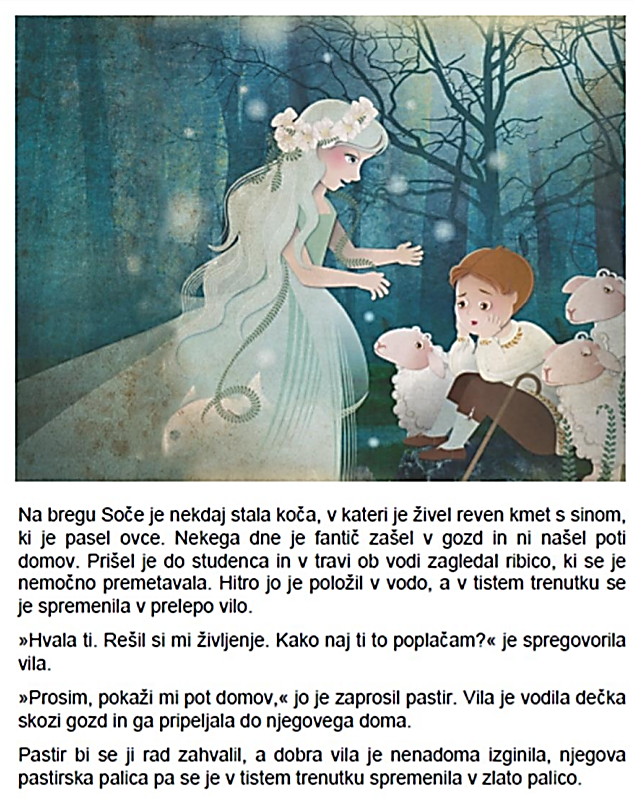 Na bregu Soče je nekdaj stala koča, v kateri je živel reven kmet s sinom,
ki je pasel ovce. Nekega dne je fantič zašel v gozd in ni našel poti
domov. Prišel je do studenca in v travi ob vodi zagledal ribico, ki se je
nemočno premetavala. Hitro jo je položil v vodo, a v tistem trenutku se
je spremenila v prelepo vilo.
»Hvala ti. Rešil si mi življenje. Kako naj ti to poplačam?« je spregovorila
vila.
»Prosim, pokaži mi pot domov,« jo je zaprosil pastir. Vila je vodila dečka
skozi gozd in ga pripeljala do njegovega doma.
Pastir bi se ji rad zahvalil, a dobra vila je nenadoma izginila, njegova
pastirska palica pa se je v tistem trenutku spremenila v zlato palico.